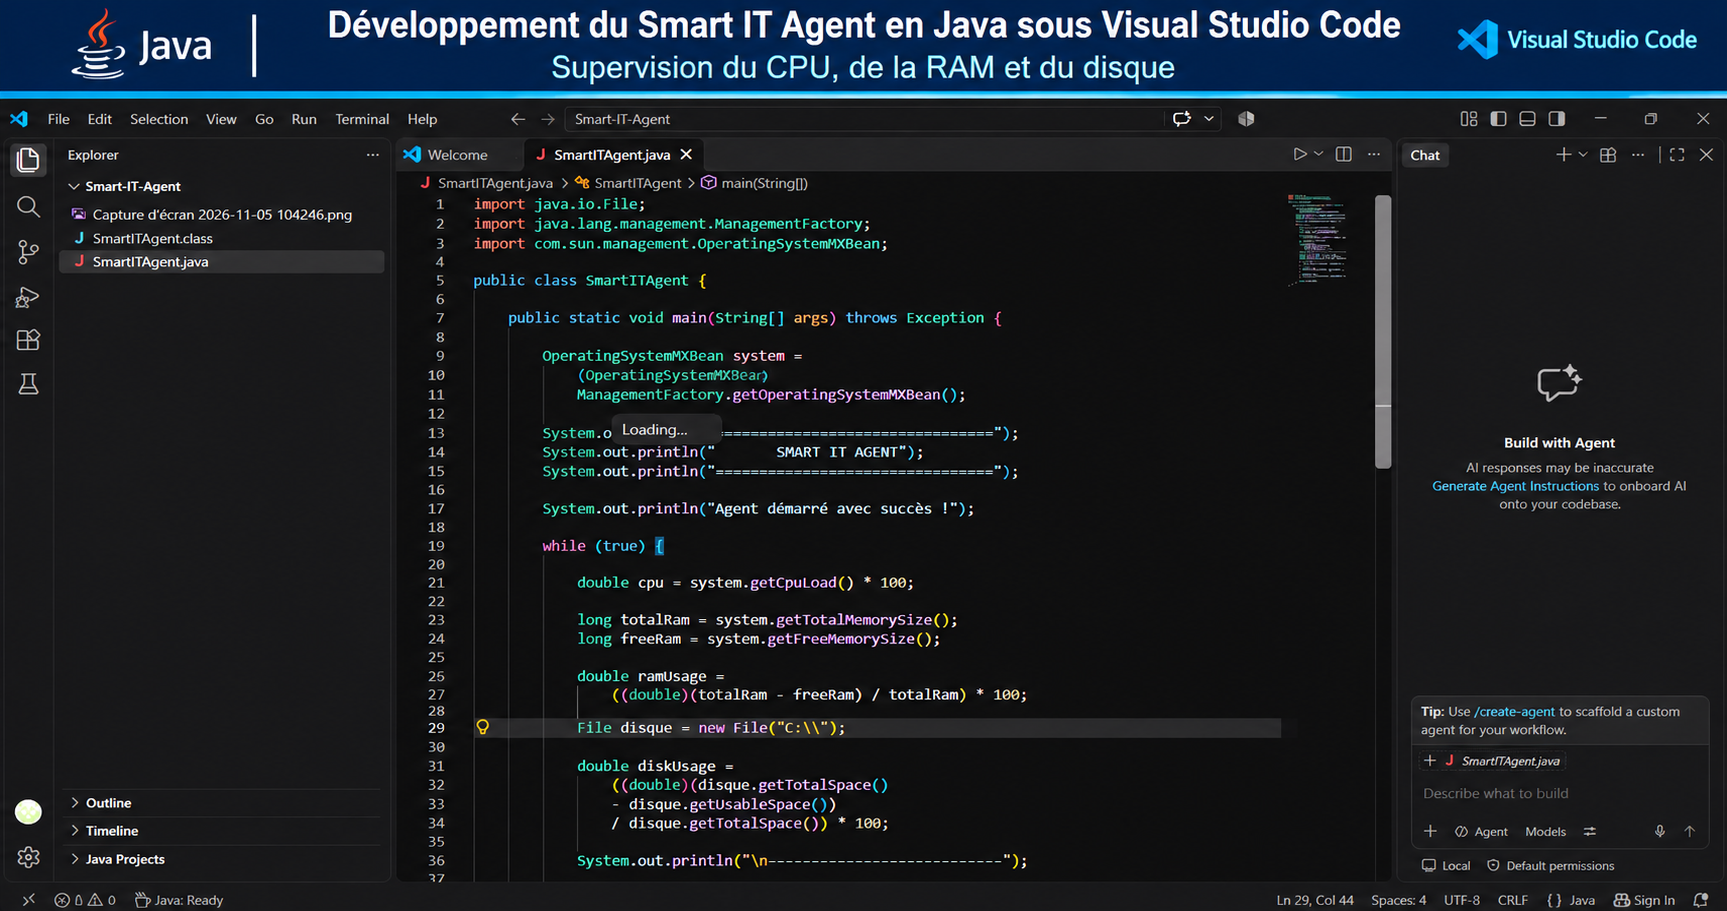 Java
Développement du Smart IT Agent en Java sous Visual Studio Code
Supervision du CPU, de la RAM et du disque
Visual Studio Code
File Edit Selection View Go Run Terminal Help
Smart-IT-Agent
Explorer
Smart-IT-Agent
Capture d'écran 2026-11-05 104246.png
SmartITAgent.class
SmartITAgent.java
Outline
Timeline
Java Projects
Welcome
SmartITAgent.java
SmartITAgent.java > SmartITAgent > main(String[])
1 import java.io.File;
2 import java.lang.management.ManagementFactory;
3 import com.sun.management.OperatingSystemMXBean;
4
5 public class SmartITAgent {
6
7 public static void main(String[] args) throws Exception {
8
9 OperatingSystemMXBean system =
10 (OperatingSystemMXBear)
11 ManagementFactory.getOperatingSystemMXBean();
12
Loading...
13 System.o ================================");
14 System.out.println("       SMART IT AGENT");
15 System.out.println("=================================");
16
17 System.out.println("Agent démarré avec succès !");
18
19 while (true) {
20
21 double cpu = system.getCpuLoad() * 100;
22
23 long totalRam = system.getTotalMemorySize();
24 long freeRam = system.getFreeMemorySize();
25
26 double ramUsage =
27 ((double)(totalRam - freeRam) / totalRam) * 100;
28
29 File disque = new File("C:\\");
30
31 double diskUsage =
32 ((double)(disque.getTotalSpace()
33 - disque.getUsableSpace())
34 / disque.getTotalSpace()) * 100;
35
36 System.out.println("\n---------------------------");
37
Chat
Build with Agent
AI responses may be inaccurate
Generate Agent Instructions to onboard AI
onto your codebase.
Tip: Use /create-agent to scaffold a custom
agent for your workflow.
SmartITAgent.java
Describe what to build
Agent Models
Local Default permissions
0 0 Java: Ready
Ln 29, Col 44 Spaces: 4 UTF-8 CRLF {} Java Sign In